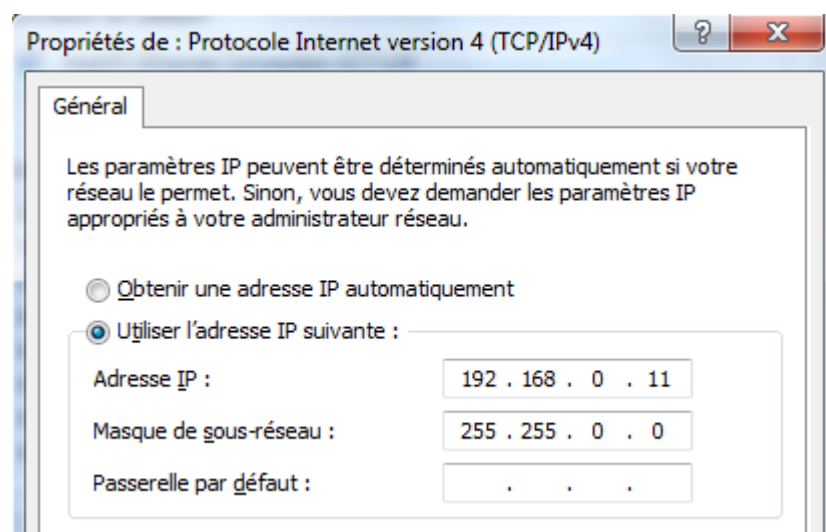 Propriétés de : Protocole Internet version 4 (TCP/IPv4)
?
X
Général
Les paramètres IP peuvent être déterminés automatiquement si votre
réseau le permet. Sinon, vous devez demander les paramètres IP
appropriés à votre administrateur réseau.
Obtenir une adresse IP automatiquement
Utiliser l'adresse IP suivante :
Adresse IP : 192 . 168 . 0 . 11
Masque de sous-réseau : 255 . 255 . 0 . 0
Passerelle par défaut : . . .